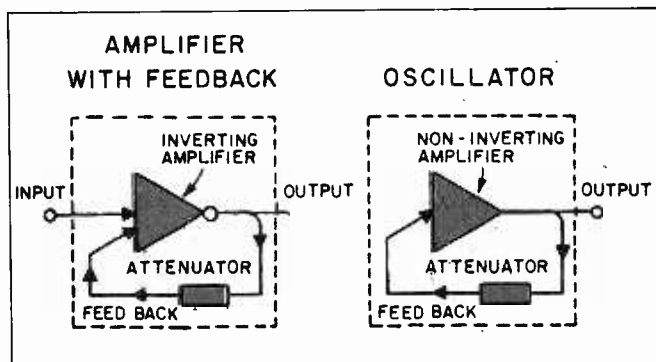 AMPLIFIER
WITH FEEDBACK
INVERTING
AMPLIFIER
INPUT
OUTPUT
ATTENUATOR
FEED BACK
OSCILLATOR
NON-INVERTING
AMPLIFIER
OUTPUT
ATTENUATOR
FEED BACK